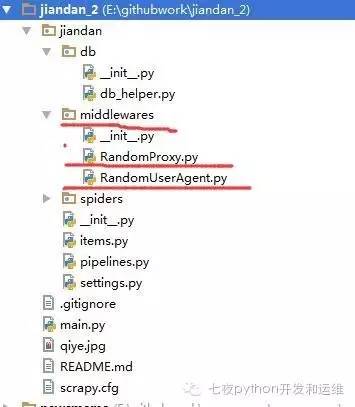 jiandan_2 (E:\githubwork\jiandan_2)
jiandan
db
__init__.py
db_helper.py
middlewares
__init__.py
RandomProxy.py
RandomUserAgent.py
spiders
__init__.py
items.py
pipelines.py
settings.py
.gitignore
main.py
qiye.jpg
README.md
scrapy.cfg
七夜python开发和运维